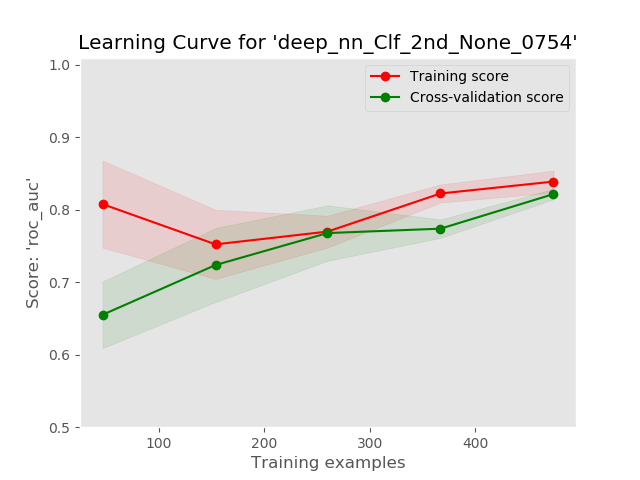 Learning Curve for 'deep_nn_Clf_2nd_None_0754'
Training score
Cross-validation score
1.0
0.9
0.8
0.7
0.6
0.5
Score: 'roc_auc'
100 200 300 400
Training examples